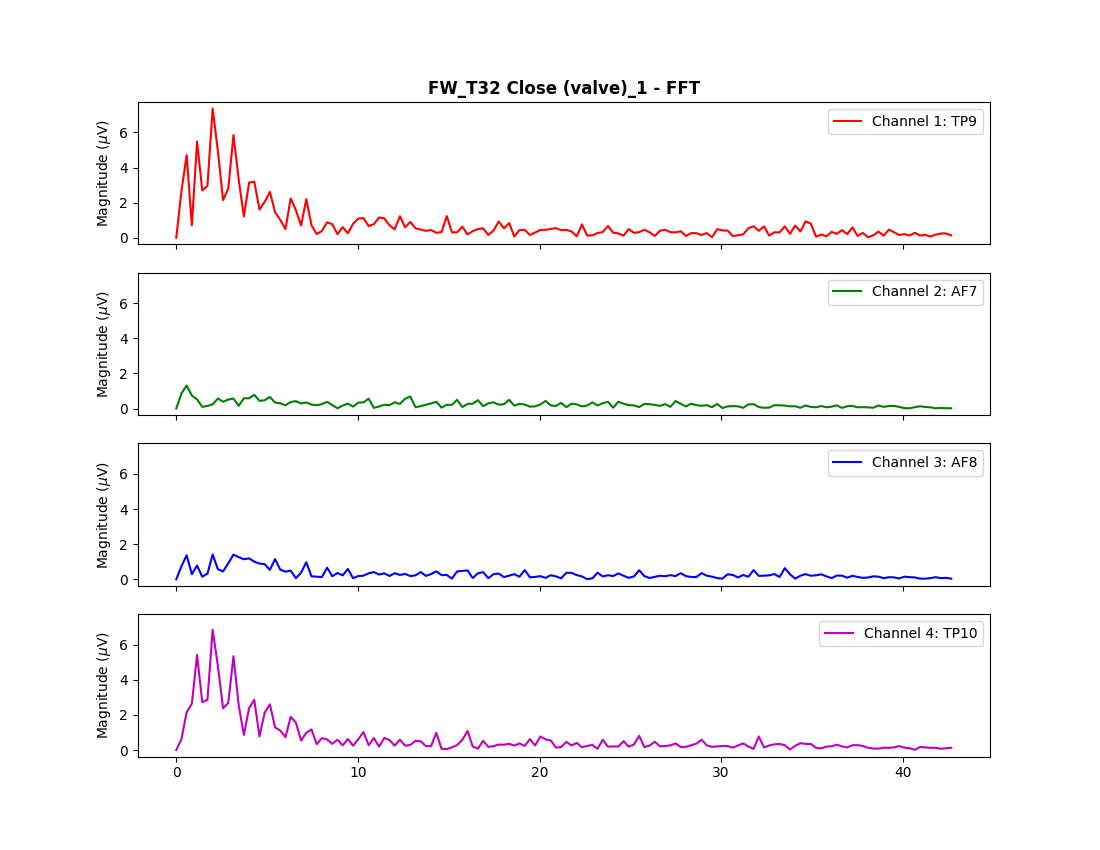 FW_T32 Close (valve)_1 - FFT
Magnitude (μV)
6
4
2
0
Channel 1: TP9
Magnitude (μV)
6
4
2
0
Channel 2: AF7
Magnitude (μV)
6
4
2
0
Channel 3: AF8
Magnitude (μV)
6
4
2
0
Channel 4: TP10
0 10 20 30 40